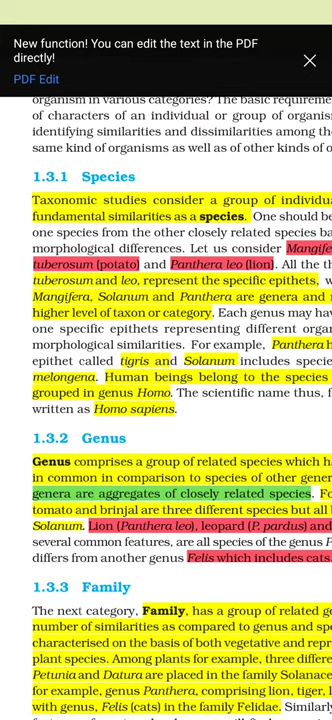 New function! You can edit the text in the PDF
directly!
PDF Edit
organism in various categories? The basic requireme
of characters of an individual or group of organis
identifying similarities and dissimilarities among the
same kind of organisms as well as of other kinds of o
1.3.1 Species
Taxonomic studies consider a group of individua
fundamental similarities as a species. One should be
one species from the other closely related species ba
morphological differences. Let us consider Mangife
tuberosum (potato) and Panthera leo (lion). All the th
tuberosum and leo, represent the specific epithets, w
Mangifera, Solanum and Panthera are genera and r
higher level of taxon or category. Each genus may hav
one specific epithets representing different organ
morphological similarities. For example, Panthera h
epithet called tigris and Solanum includes specie
melongena. Human beings belong to the species
grouped in genus Homo. The scientific name thus, f
written as Homo sapiens.
1.3.2 Genus
Genus comprises a group of related species which ha
in common in comparison to species of other gener
genera are aggregates of closely related species. Fo
tomato and brinjal are three different species but all b
Solanum. Lion (Panthera leo), leopard (P. pardus) and
several common features, are all species of the genus P
differs from another genus Felis which includes cats.
1.3.3 Family
The next category, Family, has a group of related ge
number of similarities as compared to genus and spe
characterised on the basis of both vegetative and repr
plant species. Among plants for example, three differe
Petunia and Datura are placed in the family Solanace
for example, genus Panthera, comprising lion, tiger, l
with genus, Felis (cats) in the family Felidae. Similarly